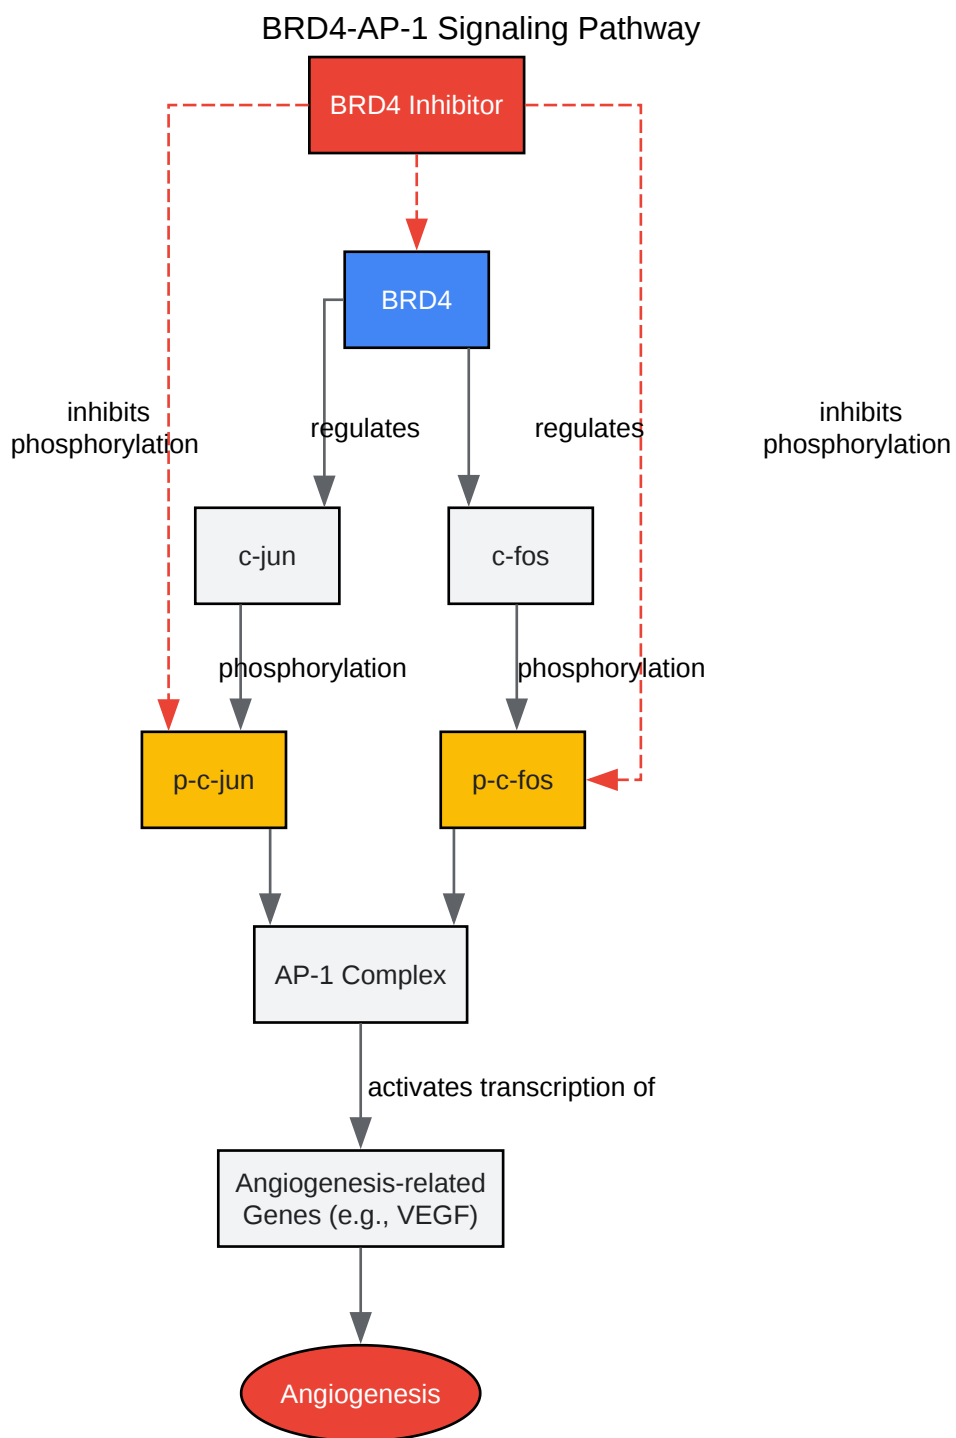 BRD4-AP-1 Signaling Pathway
BRD4 Inhibitor
BRD4
inhibits
phosphorylation
regulates
regulates
inhibits
phosphorylation
c-jun
c-fos
phosphorylation
phosphorylation
p-c-jun
p-c-fos
AP-1 Complex
activates transcription of
Angiogenesis-related
Genes (e.g., VEGF)
Angiogenesis